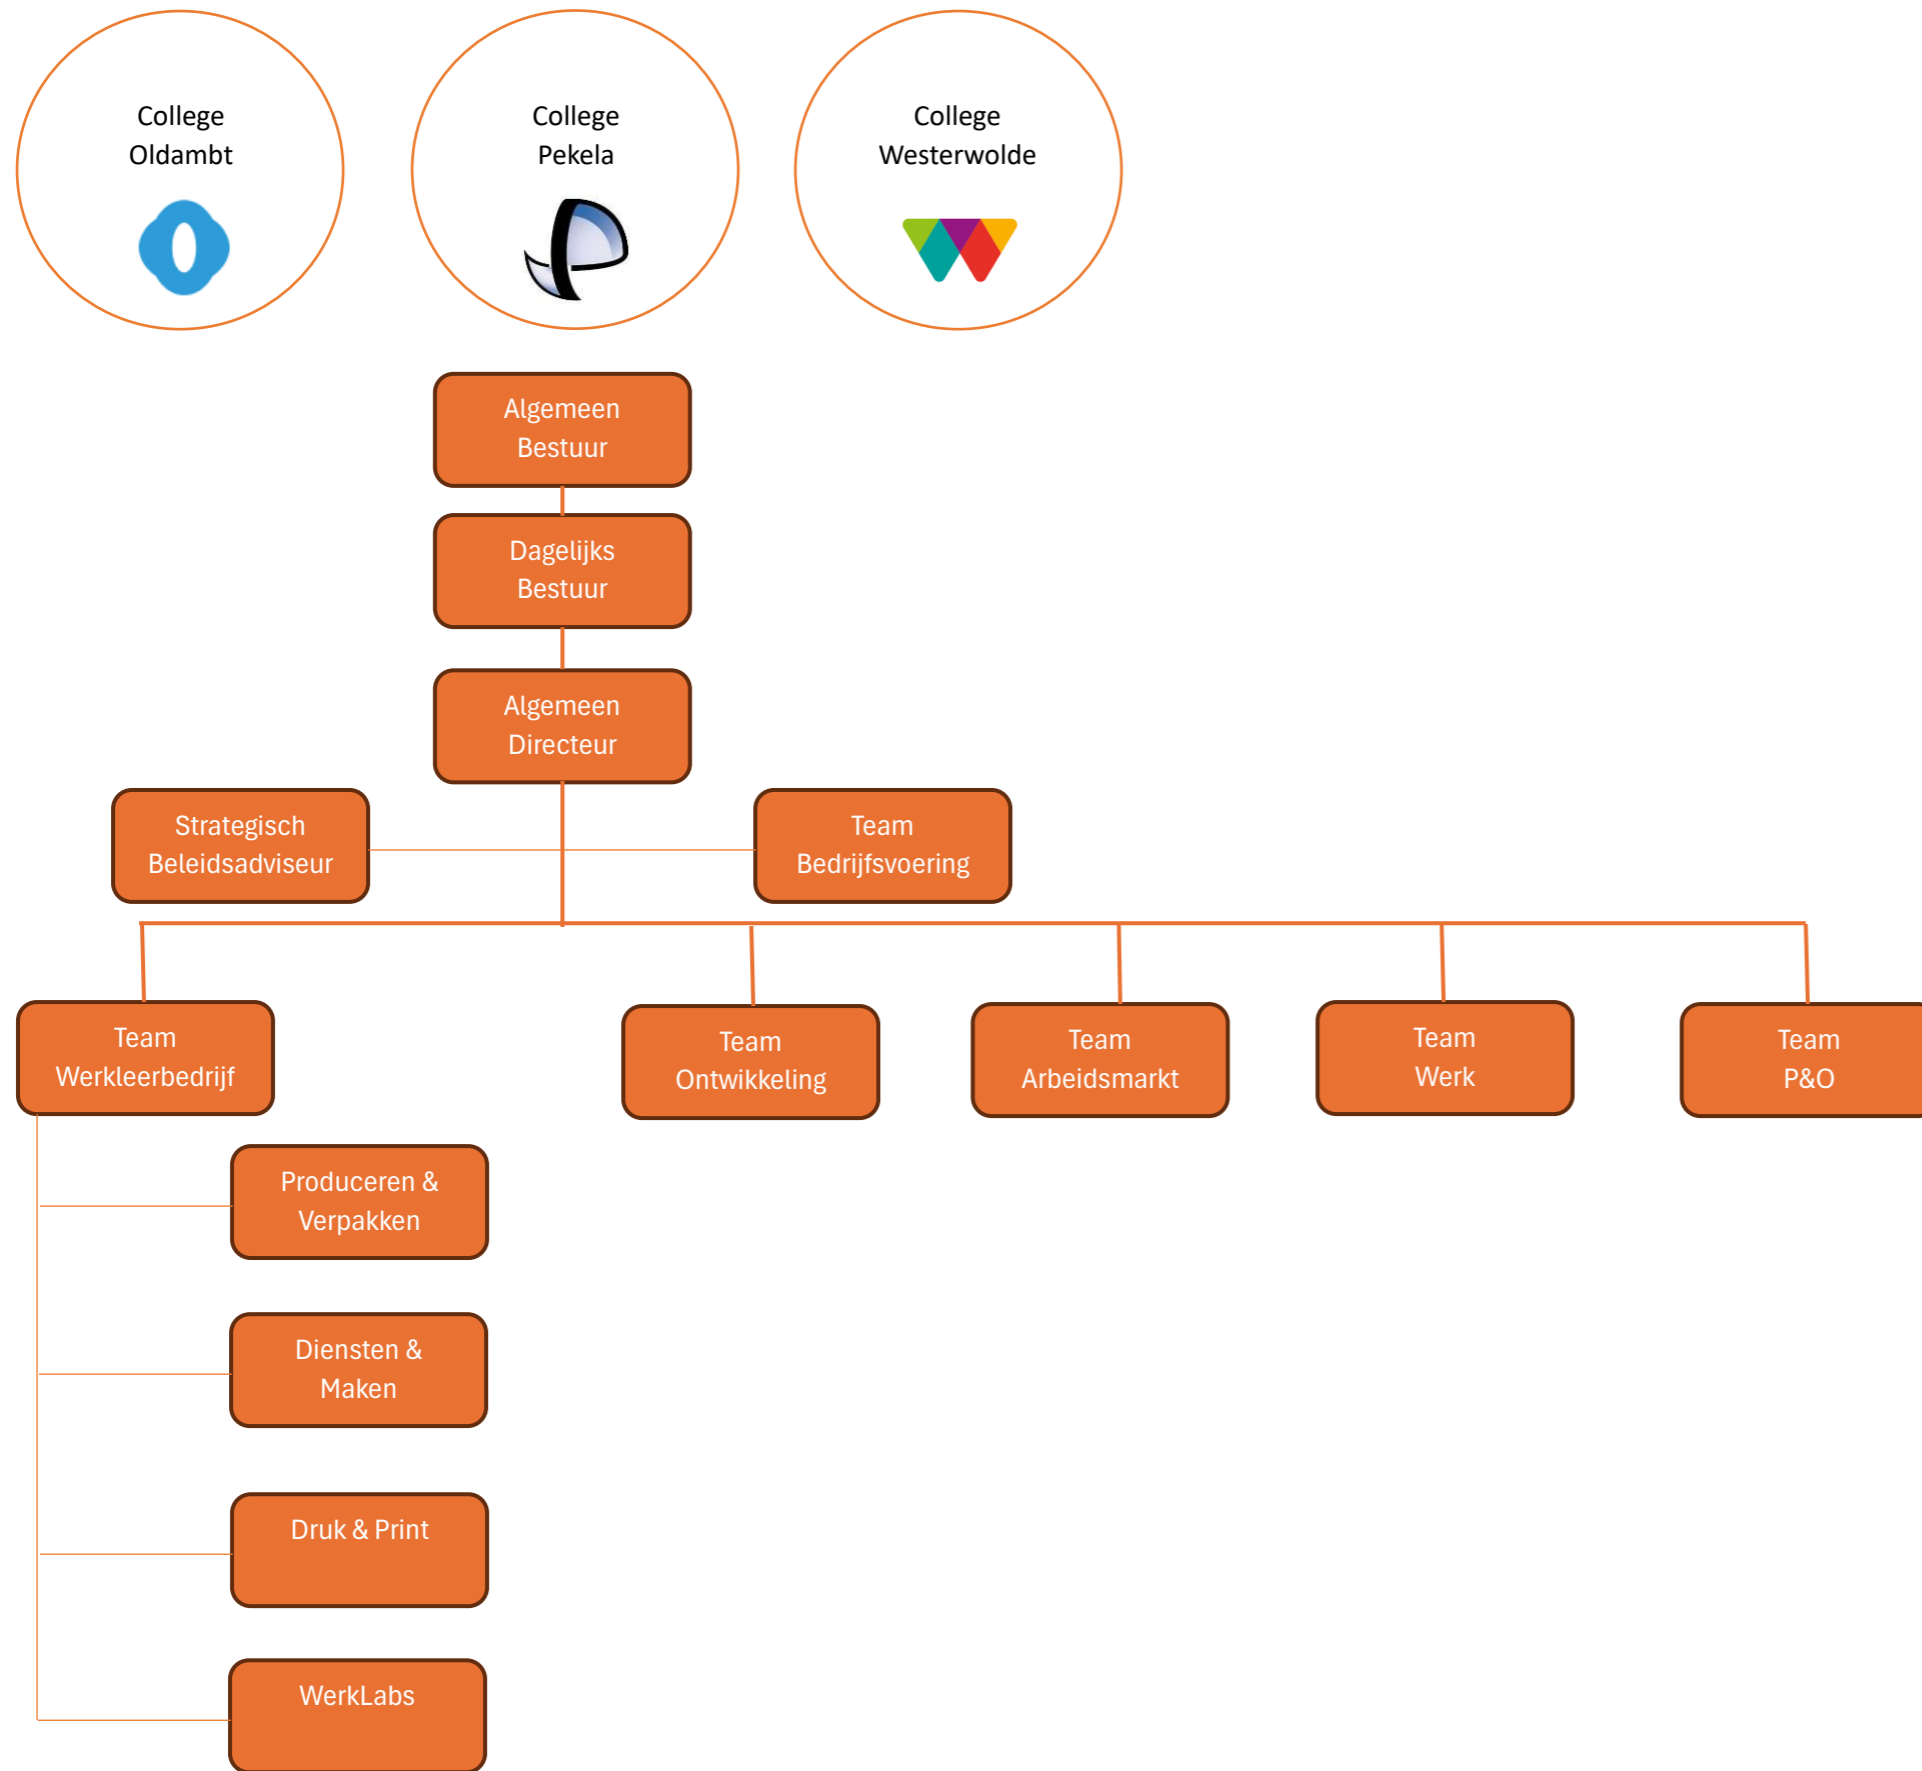 College
Oldambt
College
Pekela
College
Westerwolde
Algemeen
Bestuur
Dagelijks
Bestuur
Algemeen
Directeur
Strategisch
Beleidsadviseur
Team
Bedrijfsvoering
Team
Werkleerbedrijf
Team
Ontwikkeling
Team
Arbeidsmarkt
Team
Werk
Team
P&O
Produceren &
Verpakken
Diensten &
Maken
Druk & Print
WerkLabs